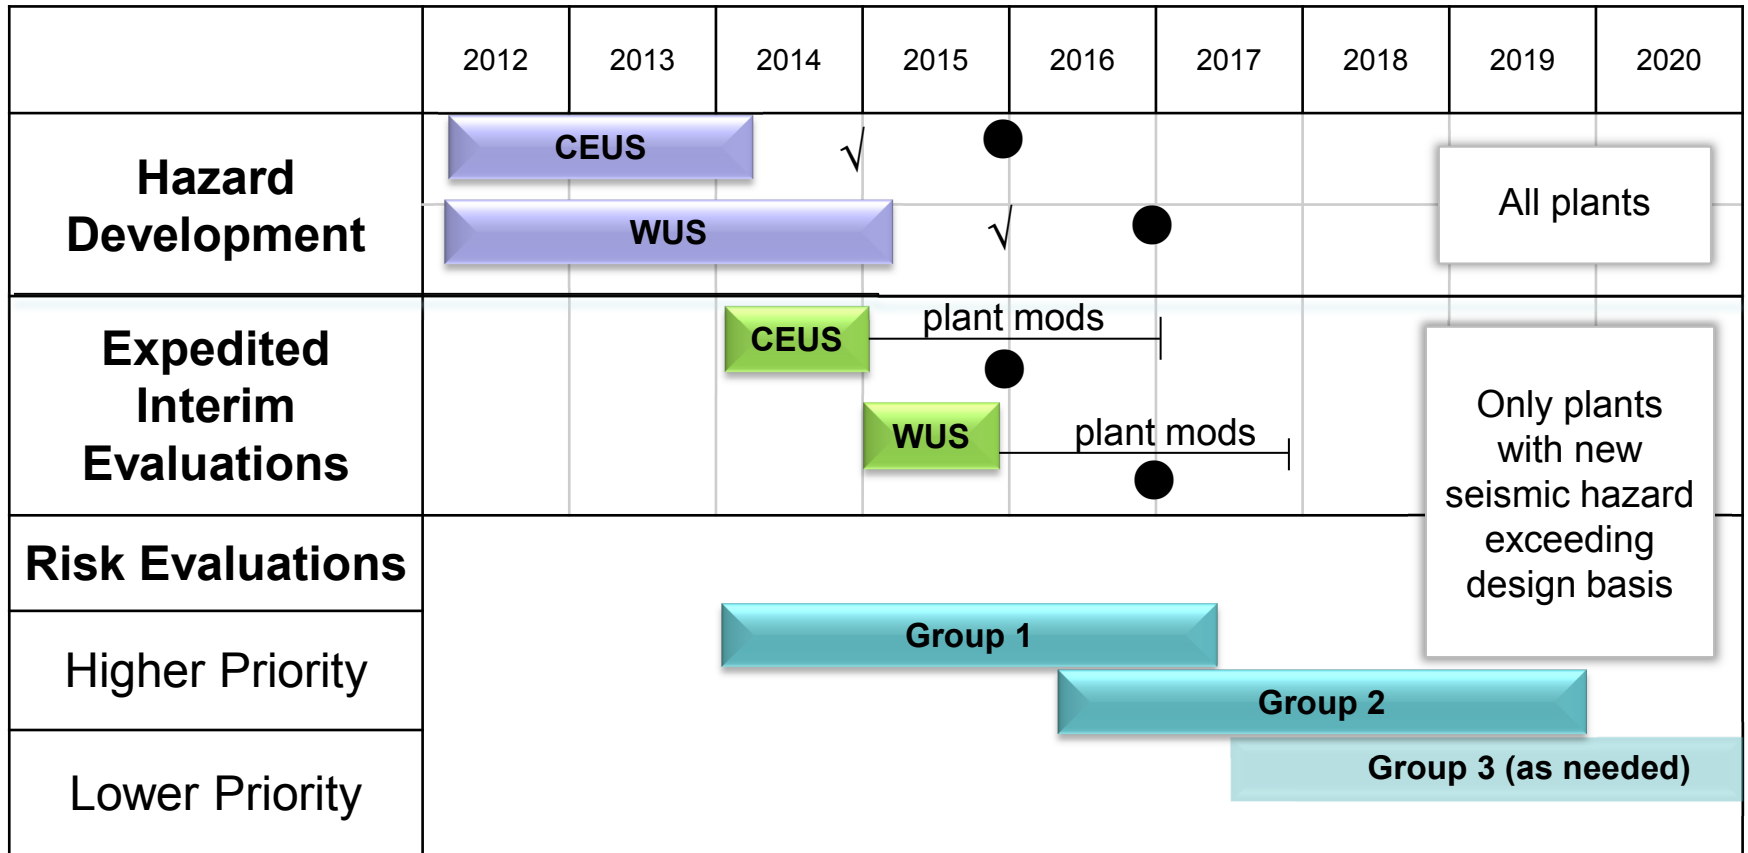 2012 2013 2014 2015 2016 2017 2018 2019 2020
Hazard
Development
CEUS
√
WUS
√
All plants
Expedited
Interim
Evaluations
CEUS
plant mods
WUS
plant mods
Only plants
with new
seismic hazard
exceeding
design basis
Risk Evaluations
Higher Priority
Group 1
Group 2
Lower Priority
Group 3 (as needed)